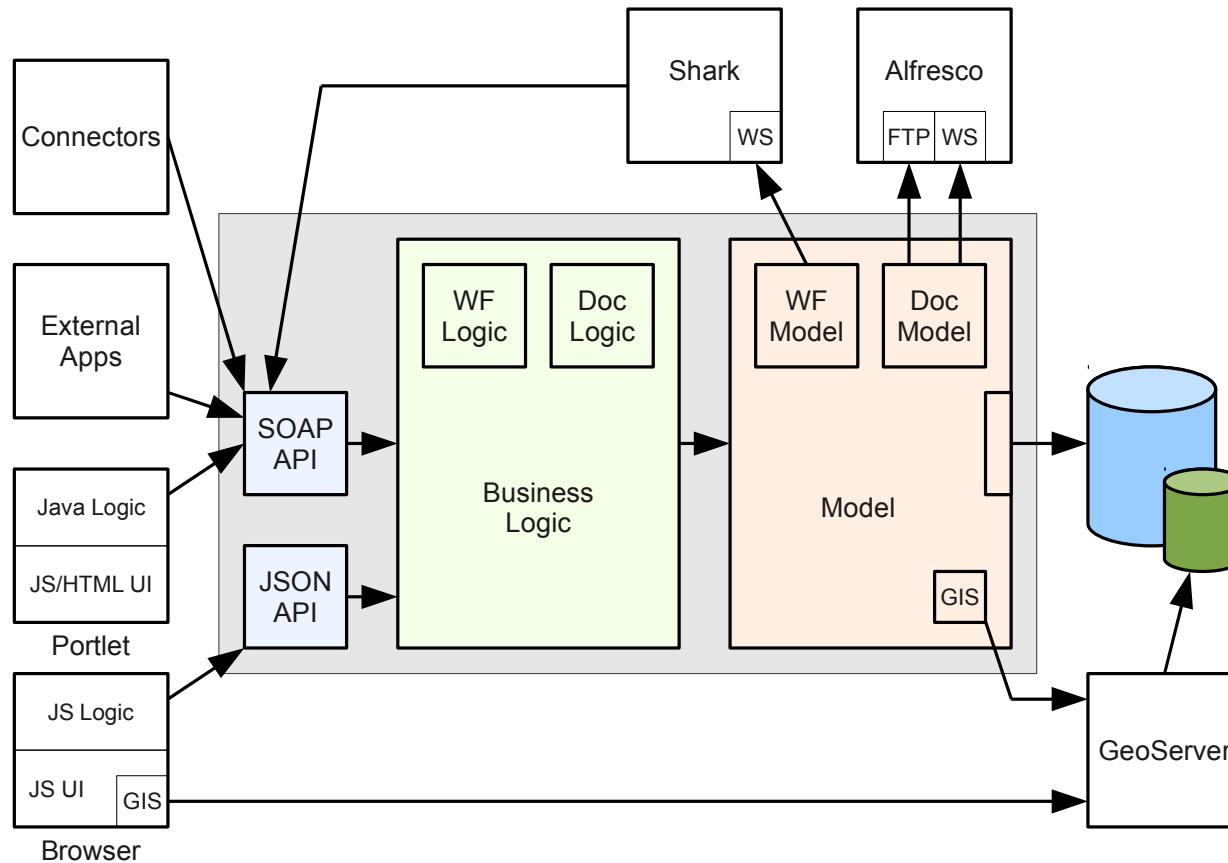 Shark
WS
Alfresco
FTP
WS
Connectors
External
Apps
Java Logic
JS/HTML UI
Portlet
JS Logic
JS UI
GIS
Browser
SOAP
API
JSON
API
WF
Logic
Doc
Logic
Business
Logic
WF
Model
Doc
Model
Model
GIS
GeoServer